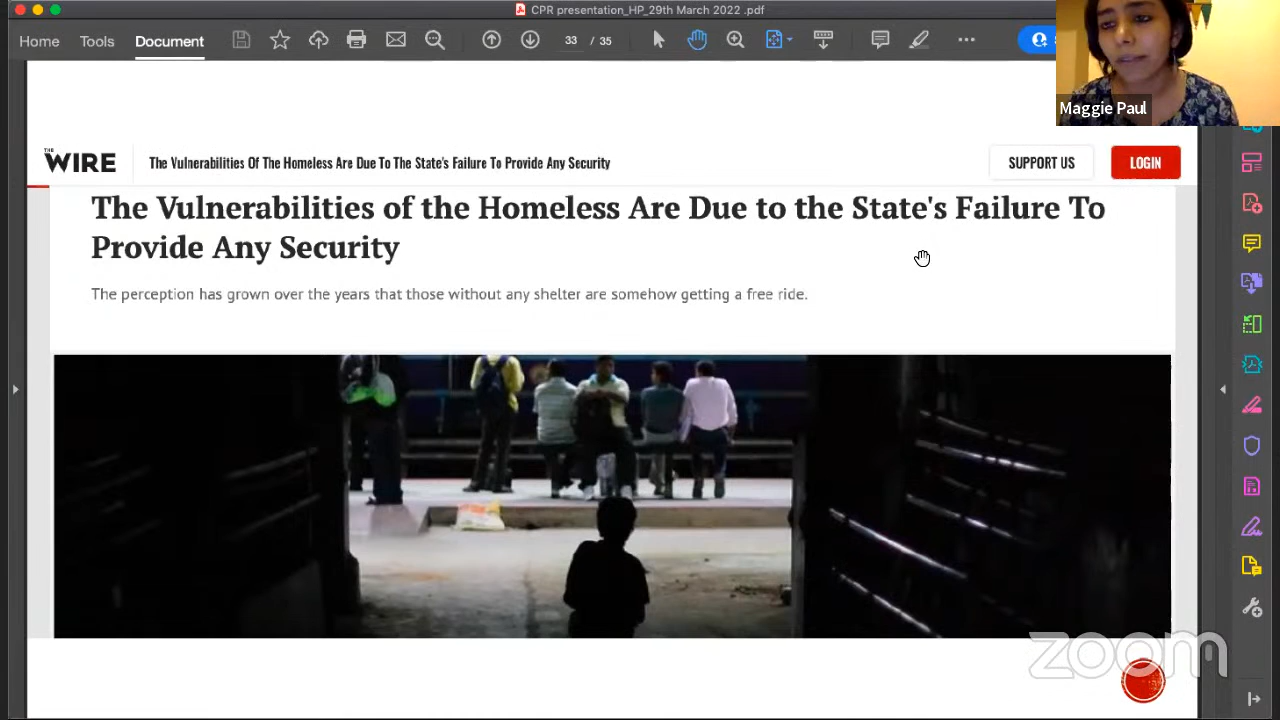 CPR presentation_HP_29th March 2022 .pdf
Home Tools Document 33 / 35
Maggie Paul
THE
WIRE The Vulnerabilities Of The Homeless Are Due To The State's Failure To Provide Any Security SUPPORT US LOGIN
The Vulnerabilities of the Homeless Are Due to the State's Failure To
Provide Any Security
The perception has grown over the years that those without any shelter are somehow getting a free ride.
zoom